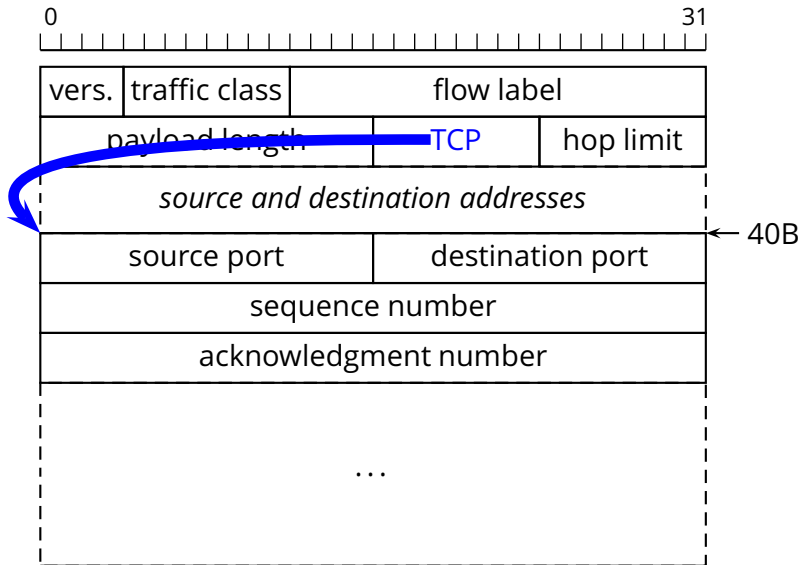 0 31
vers. traffic class flow label
payload length TCP hop limit
source and destination addresses
40B
source port destination port
sequence number
acknowledgment number
...